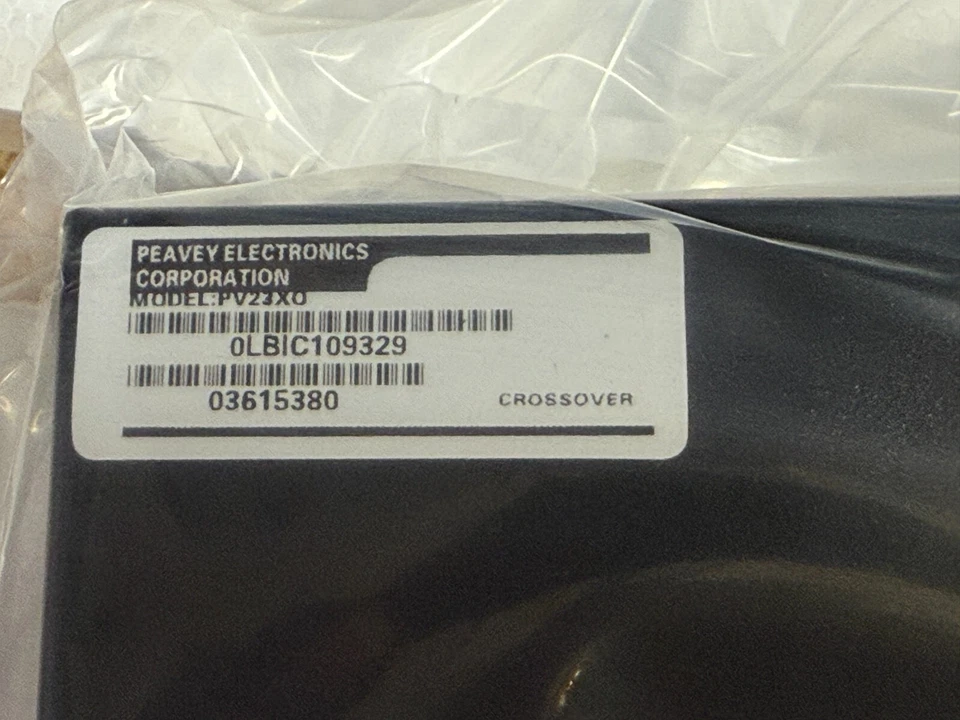 PEAVEY ELECTRONICS
CORPORATION
MODEL:PV23XO
0LBIC109329
03615380
CROSSOVER